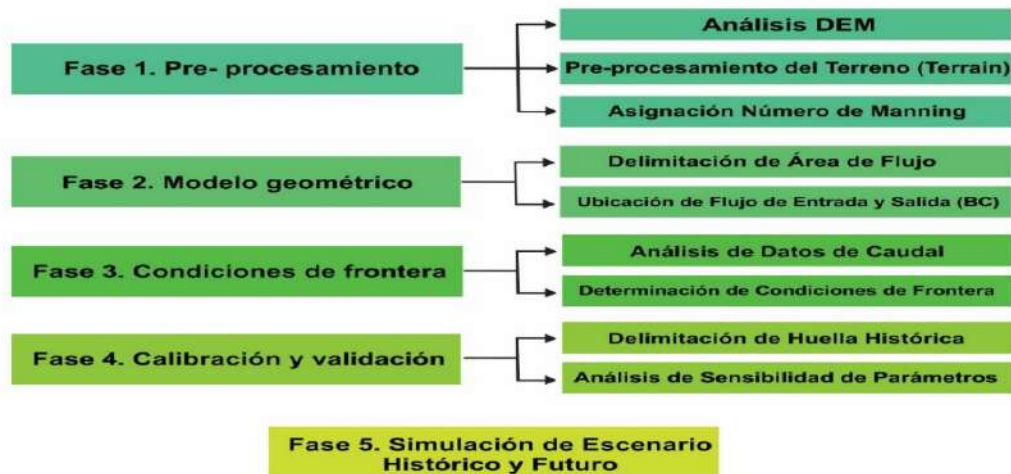 Fase 1. Pre- procesamiento
Análisis DEM
Pre-procesamiento del Terreno (Terrain)
Asignación Número de Manning
Fase 2. Modelo geométrico
Delimitación de Área de Flujo
Ubicación de Flujo de Entrada y Salida (BC)
Fase 3. Condiciones de frontera
Análisis de Datos de Caudal
Determinación de Condiciones de Frontera
Fase 4. Calibración y validación
Delimitación de Huella Histórica
Análisis de Sensibilidad de Parámetros
Fase 5. Simulación de Escenario
Histórico y Futuro